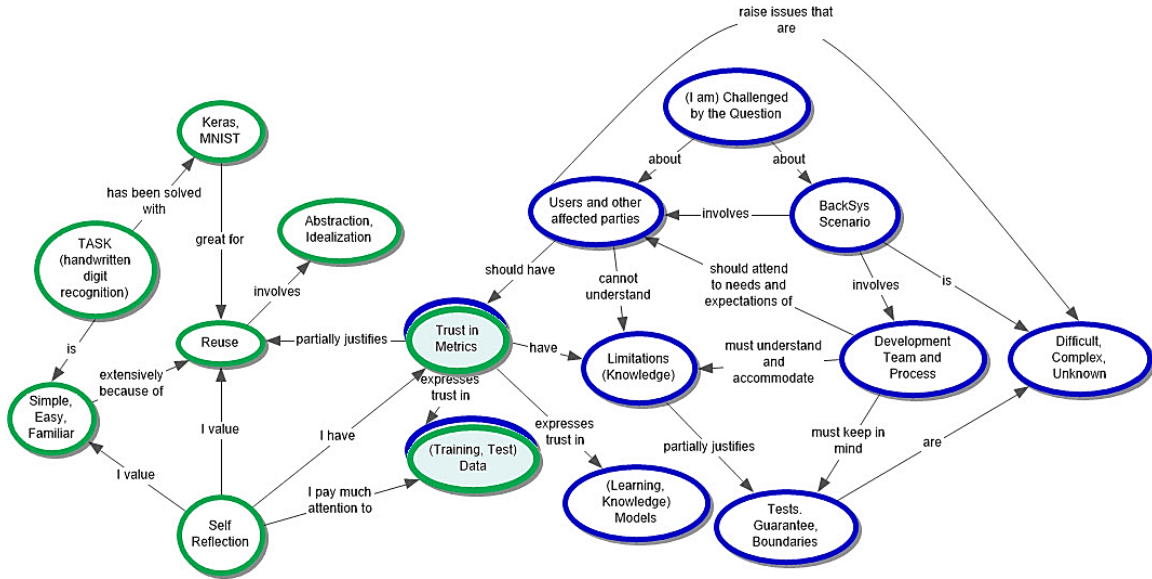 raise issues that
are
(I am) Challenged
by the Question
Keras,
MNIST
about
about
has been solved
with
Users and other
affected parties
involves
BackSys
Scenario
Abstraction,
Idealization
TASK
(handwritten
digit
recognition)
great for
should have
cannot
understand
should attend
to needs and
expectations of
involves
is
involves
is
Reuse
partially justifies
Trust in
Metrics
have
Limitations
(Knowledge)
must understand
and
accommodate
Development
Team and
Process
Difficult,
Complex,
Unknown
extensively
because of
Simple,
Easy,
Familiar
expresses
trust in
I value
I have
expresses
trust in
(Training, Test)
Data
partially justifies
must keep in
mind
are
I value
I pay much
attention to
(Learning,
Knowledge)
Models
Tests.
Guarantee,
Boundaries
Self
Reflection